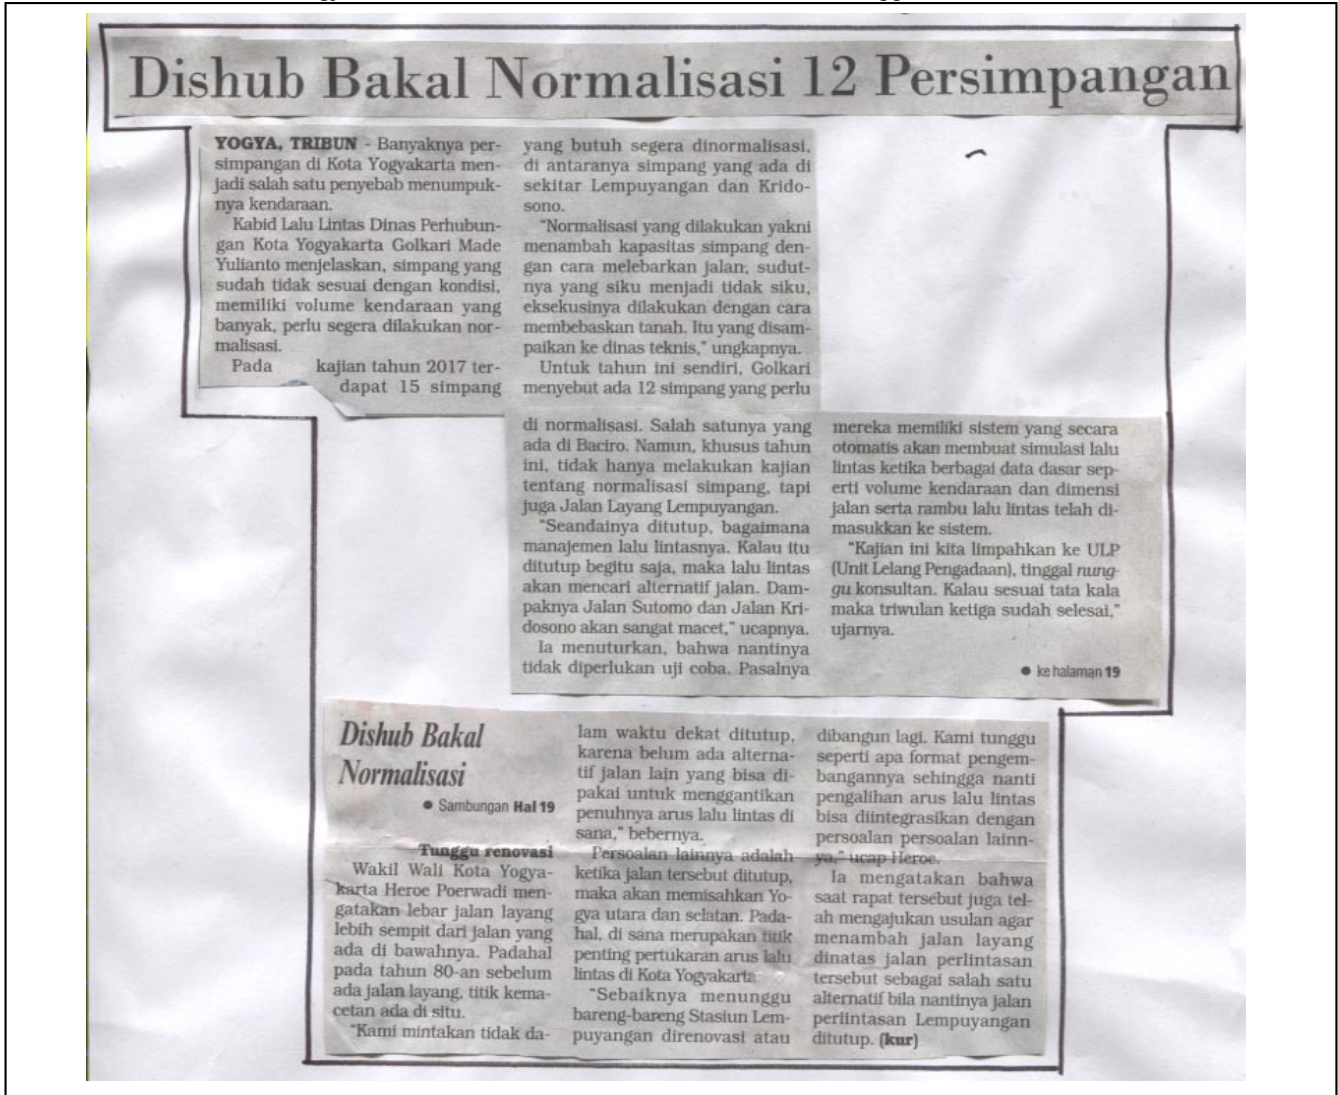 Dishub Bakal Normalisasi 12 Persimpangan
YOGYA, TRIBUN - Banyaknya per-
simpangan di Kota Yogyakarta men-
jadi salah satu penyebab menumpuk-
nya kendaraan.
Kabid Lalu Lintas Dinas Perhubun-
gan Kota Yogyakarta Golkari Made
Yulianto menjelaskan, simpang yang
sudah tidak sesuai dengan kondisi,
memiliki volume kendaraan yang
banyak, perlu segera dilakukan nor-
malisasi.
Pada kajian tahun 2017 ter-
dapat 15 simpang
yang butuh segera dinormalisasi,
di antaranya simpang yang ada di
sekitar Lempuyangan dan Krido-
sono.
"Normalisasi yang dilakukan yakni
menambah kapasitas simpang den-
gan cara melebarkan jalan, sudut-
nya yang siku menjadi tidak siku,
eksekusinya dilakukan dengan cara
membebaskan tanah. Itu yang disam-
paikan ke dinas teknis," ungkapnya.
Untuk tahun ini sendiri, Golkari
menyebut ada 12 simpang yang perlu
di normalisasi. Salah satunya yang
ada di Baciro. Namun, khusus tahun
ini, tidak hanya melakukan kajian
tentang normalisasi simpang, tapi
juga Jalan Layang Lempuyangan.
"Seandainya ditutup, bagaimana
manajemen lalu lintasnya. Kalau itu
ditutup begitu saja, maka lalu lintas
akan mencari alternatif jalan. Dam-
paknya Jalan Sutomo dan Jalan Kri-
dosono akan sangat macet," ucapnya.
Ia menuturkan, bahwa nantinya
tidak diperlukan uji coba. Pasalnya
mereka memiliki sistem yang secara
otomatis akan membuat simulasi lalu
lintas ketika berbagai data dasar sep-
erti volume kendaraan dan dimensi
jalan serta rambu lalu lintas telah di-
masukkan ke sistem.
"Kajian ini kita limpahkan ke ULP
(Unit Lelang Pengadaan), tinggal nung-
gu konsultan. Kalau sesuai tata kala
maka triwulan ketiga sudah selesai,"
ujarnya.
● ke halaman 19
Dishub Bakal
Normalisasi
● Sambungan Hal 19
Tunggu renovasi
Wakil Wali Kota Yogya-
karta Heroe Poerwadi men-
gatakan lebar jalan layang
lebih sempit dari jalan yang
ada di bawahnya. Padahal
pada tahun 80-an sebelum
ada jalan layang, titik kema-
cetan ada di situ.
"Kami mintakan tidak da-
lam waktu dekat ditutup,
karena belum ada alterna-
tif jalan lain yang bisa di-
pakai untuk menggantikan
penuhnya arus lalu lintas di
sana," bebernya.
Persoalan lainnya adalah
ketika jalan tersebut ditutup,
maka akan memisahkan Yo-
gya utara dan selatan. Pada-
hal, di sana merupakan titik
penting pertukaran arus lalu
lintas di Kota Yogyakarta
"Sebaiknya menunggu
bareng-bareng Stasiun Lem-
puyangan direnovasi atau
dibangun lagi. Kami tunggu
seperti apa format pengem-
bangannya sehingga nanti
pengalihan arus lalu lintas
bisa diintegrasikan dengan
persoalan persoalan lainn-
ya," ucap Heroe.
Ia mengatakan bahwa
saat rapat tersebut juga tel-
ah mengajukan usulan agar
menambah jalan layang
dinatas jalan perlintasan
tersebut sebagai salah satu
alternatif bila nantinya jalan
perlintasan Lempuyangan
ditutup. (kur)